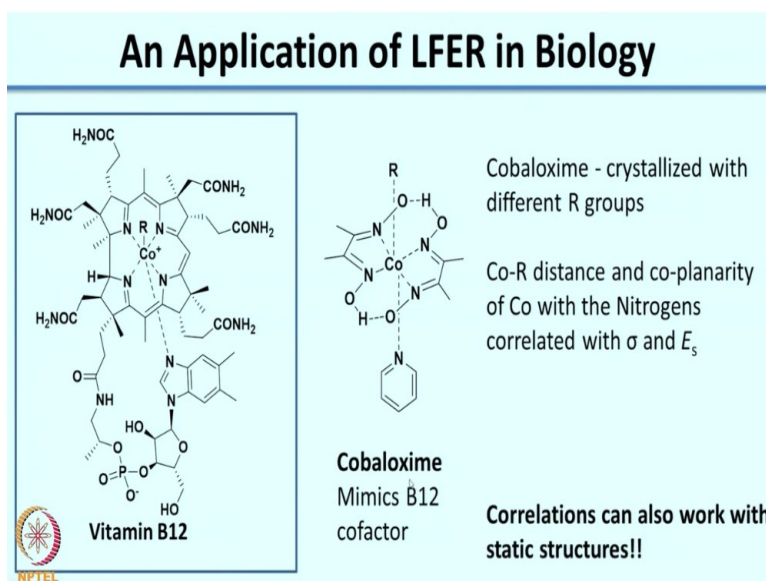 An Application of LFER in Biology
H₂NOC
CONH₂
H₂NOC
CONH₂
N R N
Co⁺
H
N N
H₂NOC
CONH₂
N
O
NH
N
HO
O
O
O=P-O
O⁻
HO
Vitamin B12
R
O--H
O
N
N
Co
N
N
O
H--O
N
Cobaloxime
Mimics B12
cofactor
Cobaloxime - crystallized with
different R groups
Co-R distance and co-planarity
of Co with the Nitrogens
correlated with σ and Eₛ
Correlations can also work with
static structures!!
NPTEL